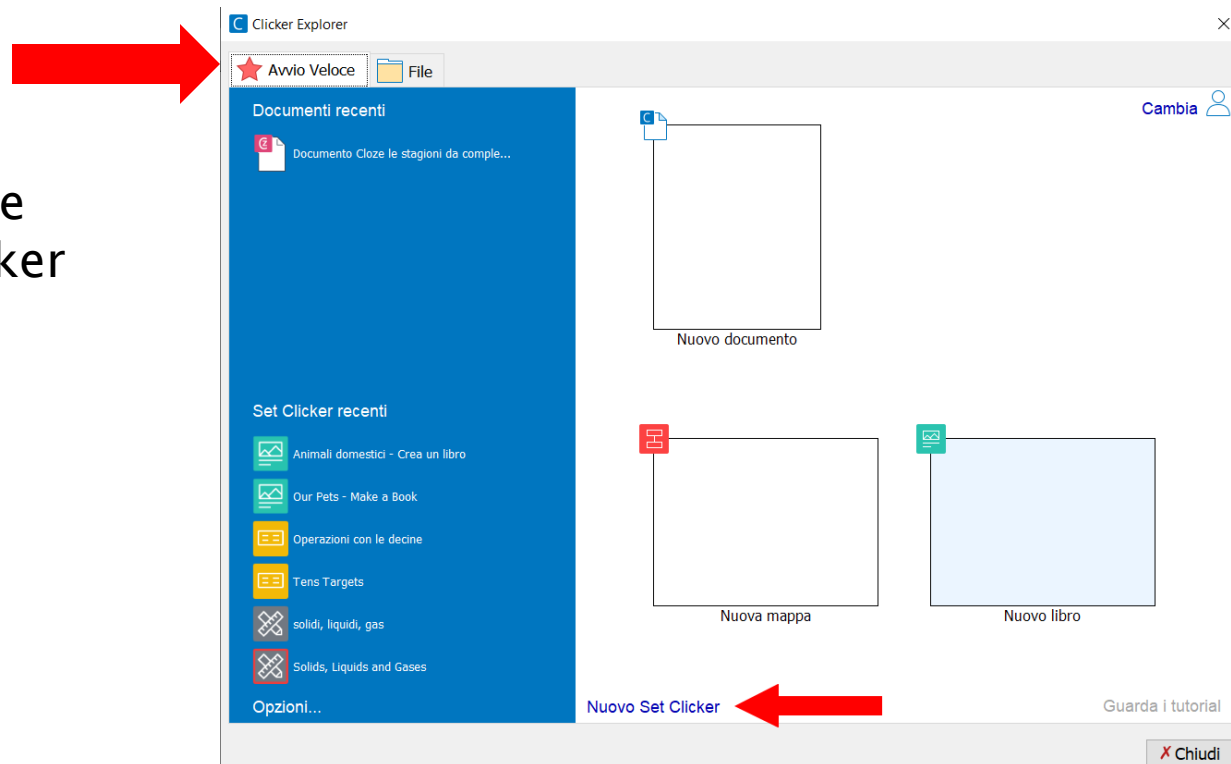 Clicker Explorer
Avvio Veloce
File
e
ker
Documenti recenti
Documento Cloze le stagioni da comple...
Set Clicker recenti
Animali domestici - Crea un libro
Our Pets - Make a Book
Operazioni con le decine
Tens Targets
solidi, liquidi, gas
Solids, Liquids and Gases
Opzioni...
Cambia
Nuovo documento
Nuova mappa
Nuovo libro
Nuovo Set Clicker
Guarda i tutorial
Chiudi